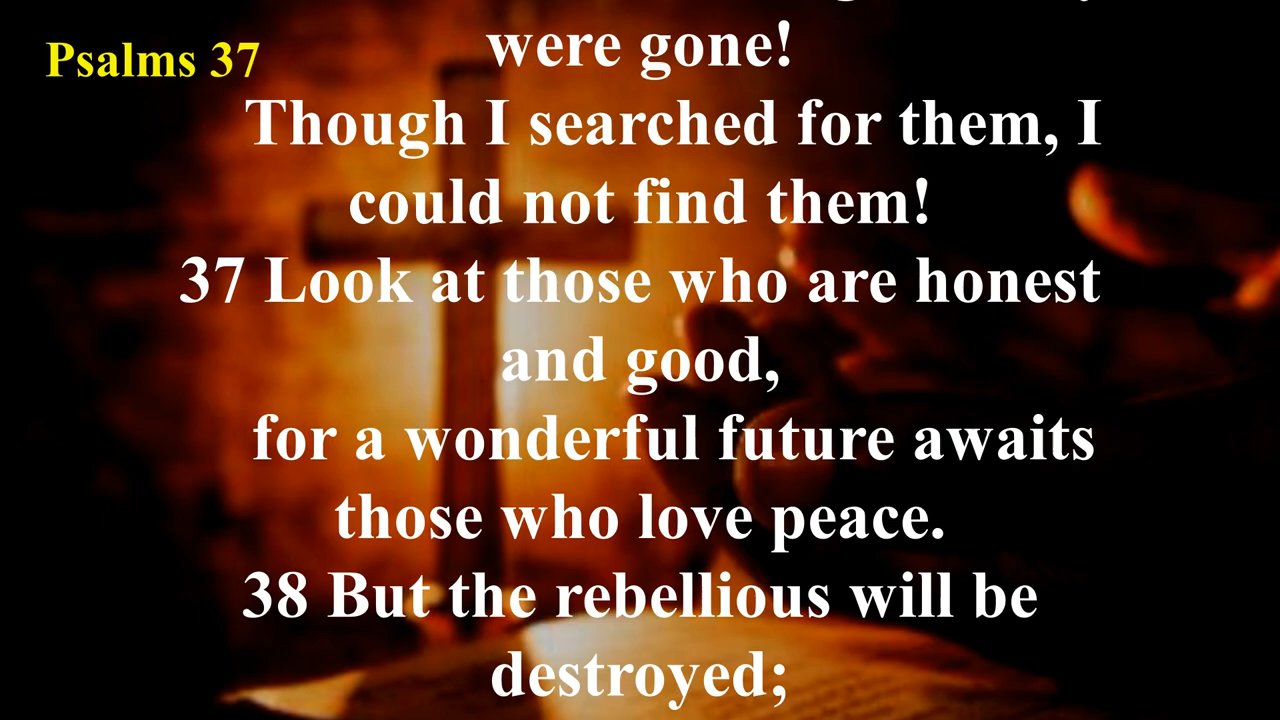 Psalms 37
were gone!
Though I searched for them, I
could not find them!
37 Look at those who are honest
and good,
for a wonderful future awaits
those who love peace.
38 But the rebellious will be
destroyed;